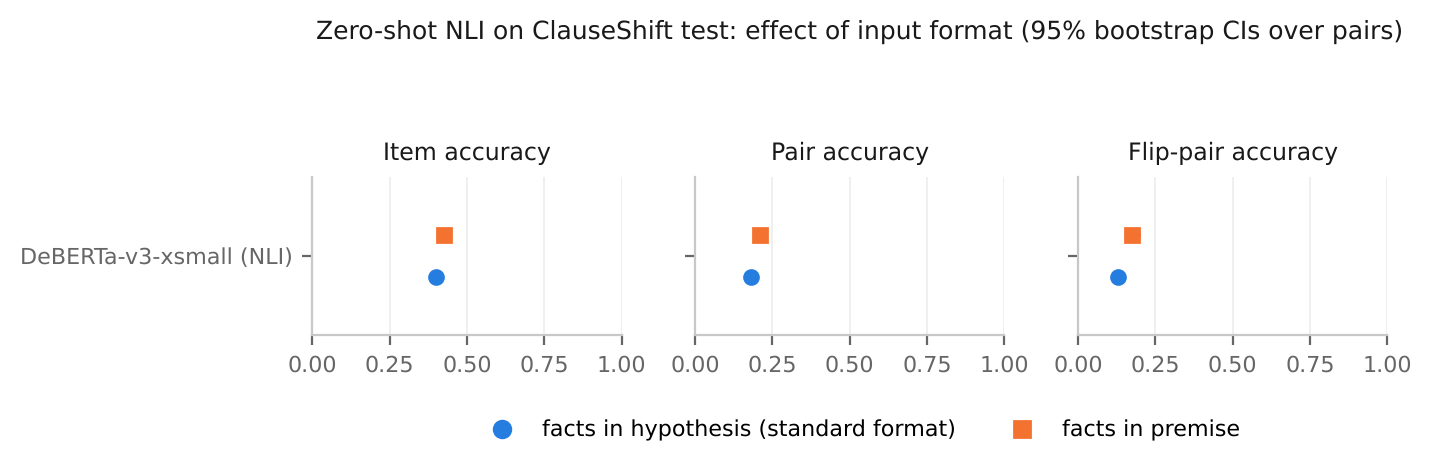 Zero-shot NLI on ClauseShift test: effect of input format (95% bootstrap CIs over pairs)
Item accuracy
Pair accuracy
Flip-pair accuracy
DeBERTa-v3-xsmall (NLI)
0.00 0.25 0.50 0.75 1.00
0.00 0.25 0.50 0.75 1.00
0.00 0.25 0.50 0.75 1.00
facts in hypothesis (standard format)
facts in premise